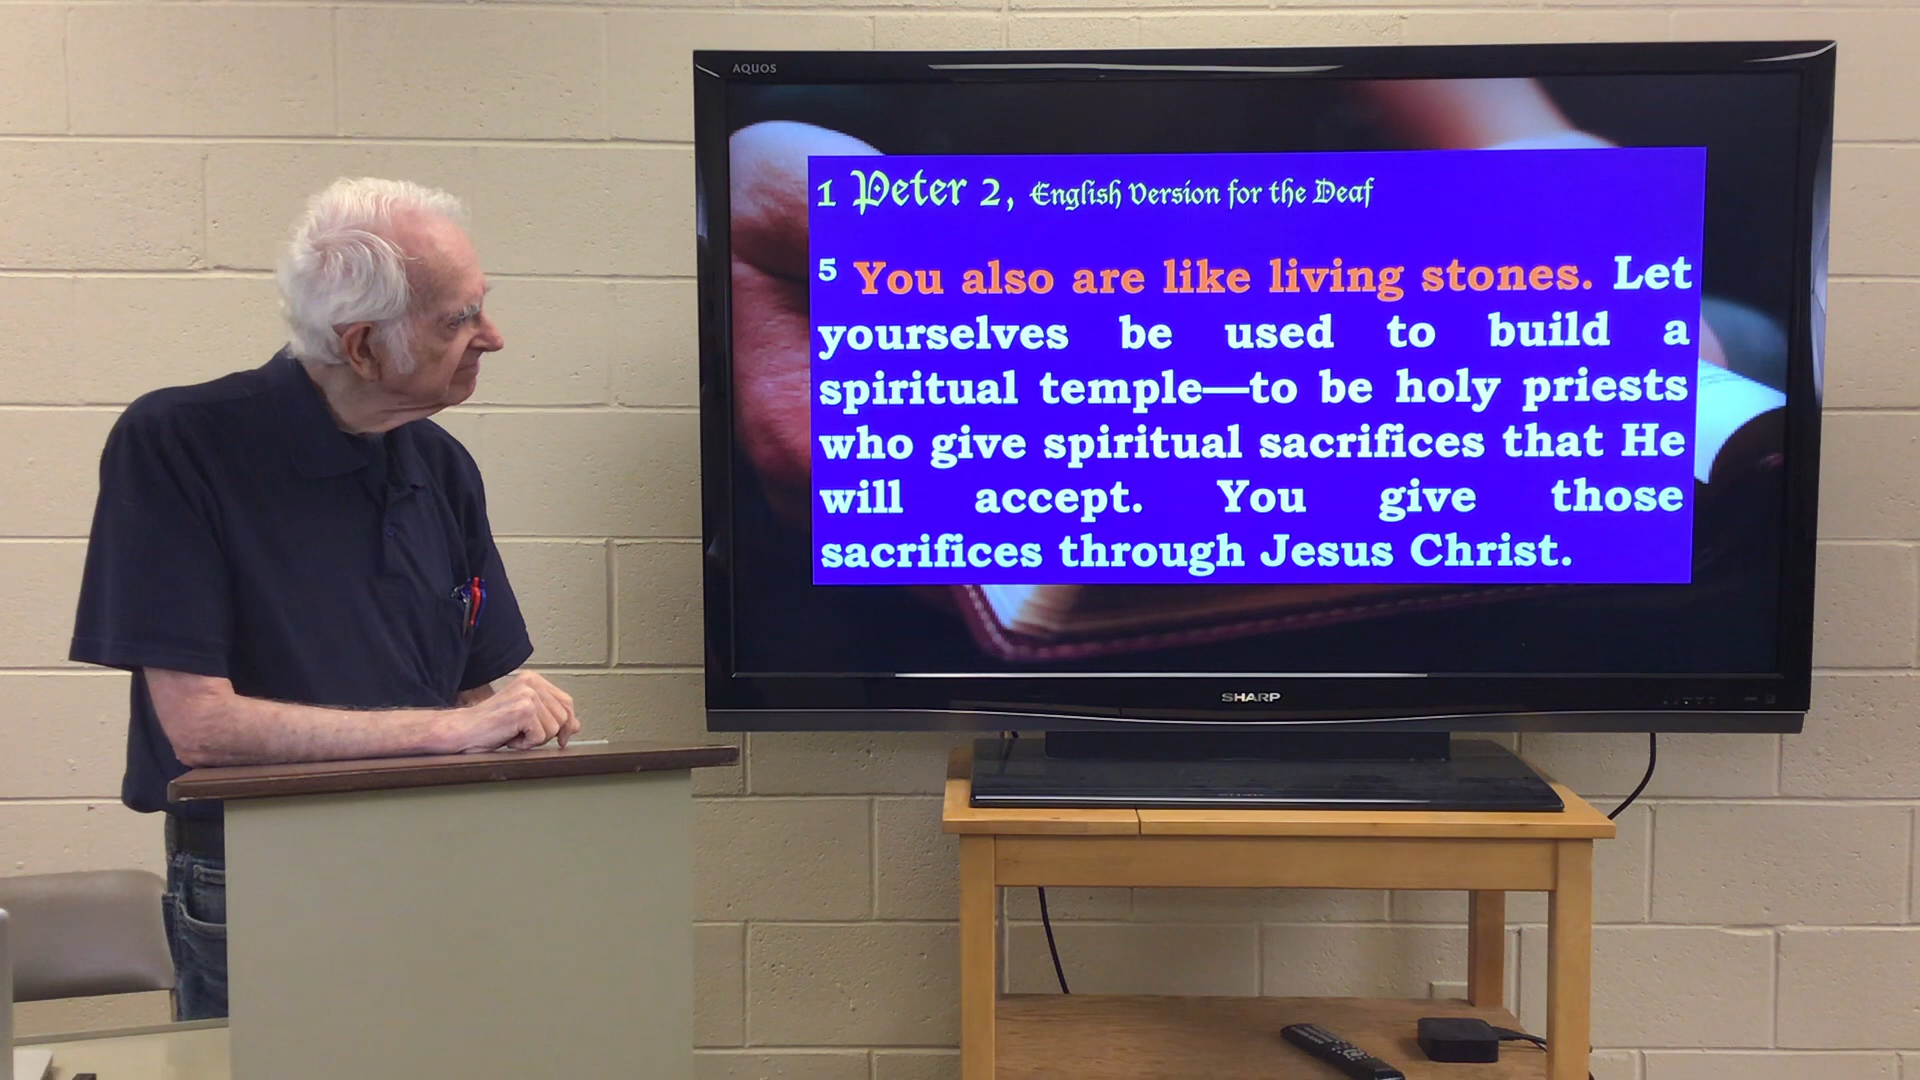 AQUOS
1 Peter 2, English Version for the Deaf
5 You also are like living stones. Let
yourselves be used to build a
spiritual temple—to be holy priests
who give spiritual sacrifices that He
will accept. You give those
sacrifices through Jesus Christ.
SHARP